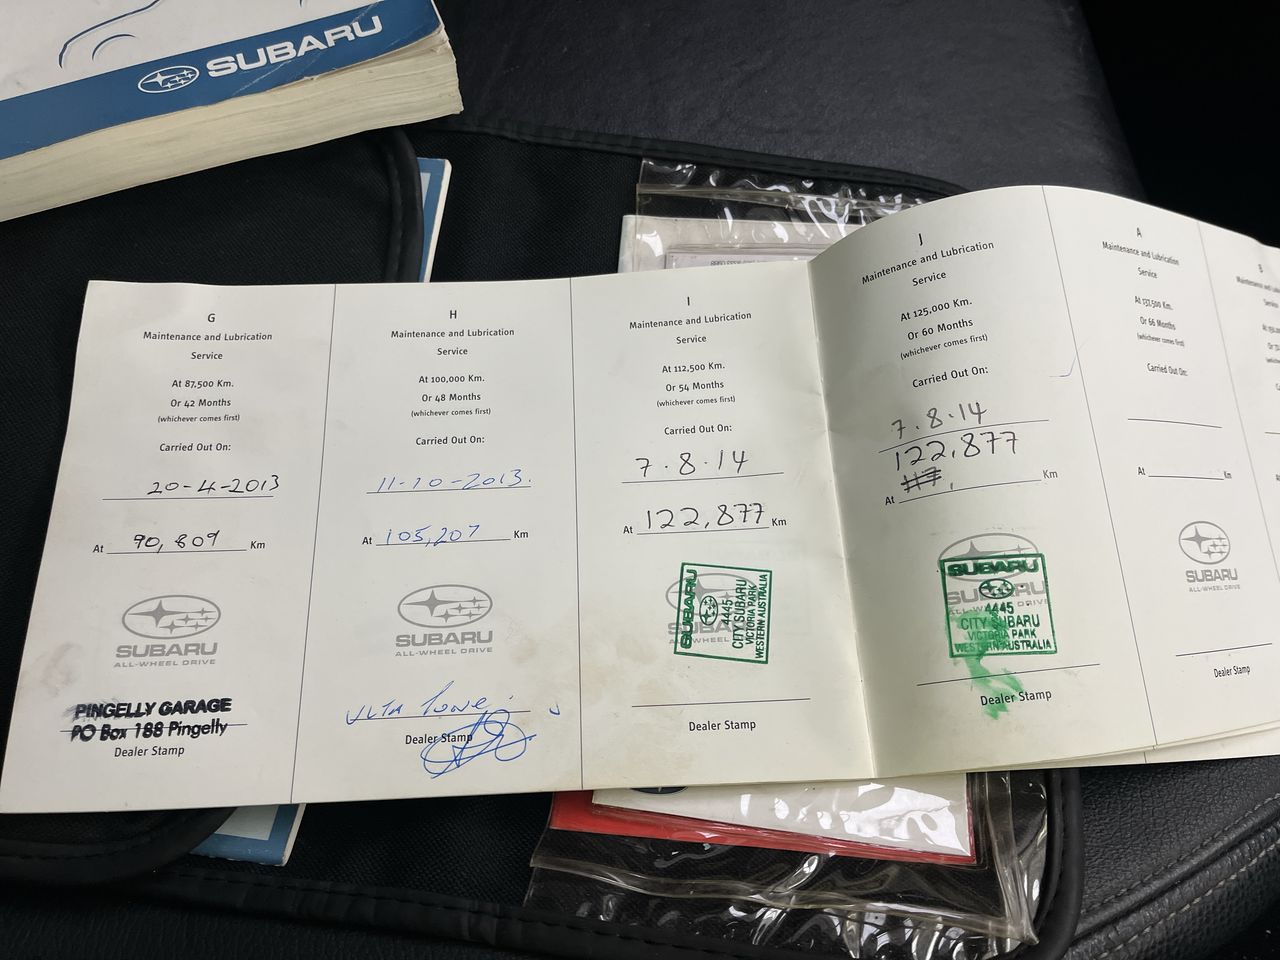 SUBARU
G
Maintenance and Lubrication
Service
At 87,500 Km.
Or 42 Months
(whichever comes first)
Carried Out On:
20-4-2013
At 90,809 Km
SUBARU
ALL-WHEEL DRIVE
PINGELLY GARAGE
PO Box 188 Pingelly
Dealer Stamp
H
Maintenance and Lubrication
Service
At 100,000 Km.
Or 48 Months
(whichever comes first)
Carried Out On:
11-10-2013.
At 105,207 Km
SUBARU
ALL-WHEEL DRIVE
Dealer Stamp
I
Maintenance and Lubrication
Service
At 112,500 Km.
Or 54 Months
(whichever comes first)
Carried Out On:
7.8.14
At 122,877 Km
SUBARU
4445
CITY SUBARU
VICTORIA PARK
WESTERN AUSTRALIA
Dealer Stamp
J
Maintenance and Lubrication
Service
At 125,000 Km.
Or 60 Months
(whichever comes first)
Carried Out On:
7.8.14
122,877
At Km
SUBARU
4445
CITY SUBARU
VICTORIA PARK
WESTERN AUSTRALIA
Dealer Stamp
A
Maintenance and Lubrication
Service
At 137,500 Km.
Or 66 Months
(whichever comes first)
Carried Out On:
At Km
SUBARU
ALL-WHEEL DRIVE
Dealer Stamp
B